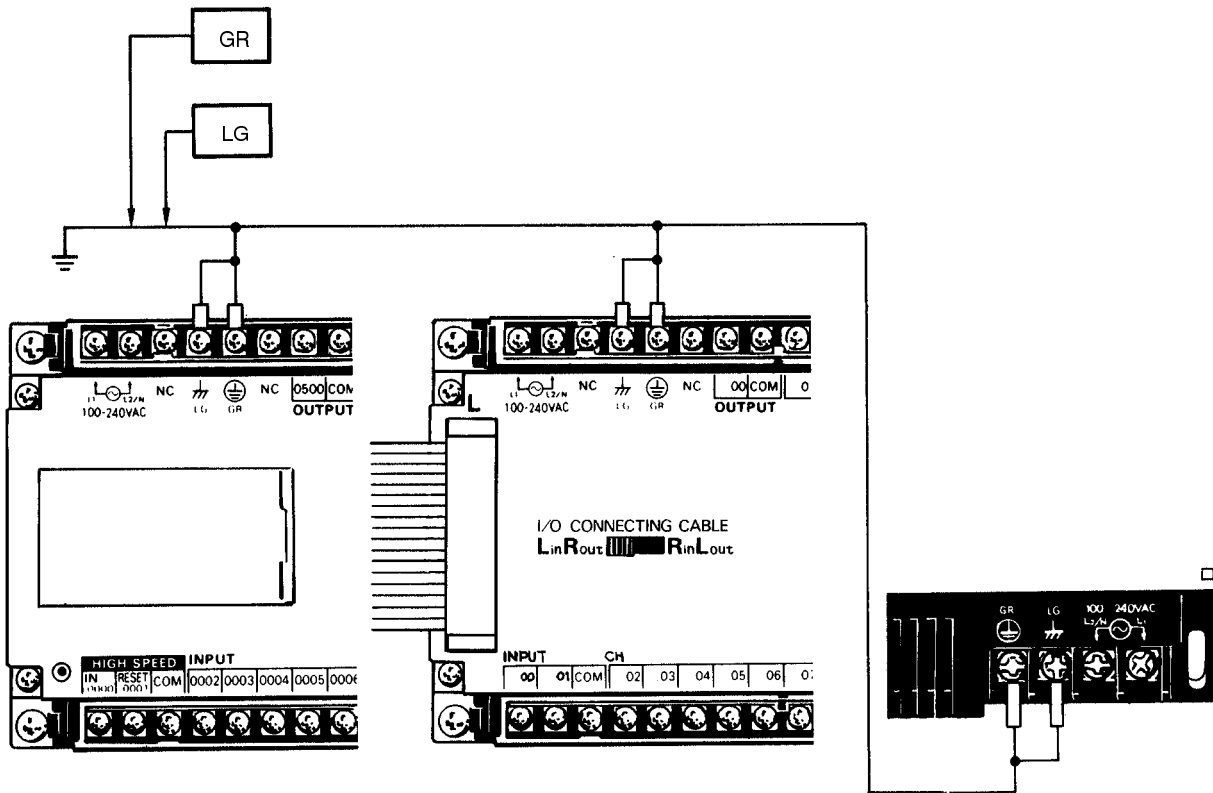 GR
LG
L1 L2/N NC LG GR NC 0500 COM
100-240VAC OUTPUT
L1 L2/N NC LG GR NC 00 COM 0
100-240VAC OUTPUT
L
I/O CONNECTING CABLE
LinRout RinLout
HIGH SPEED INPUT
IN 0000 RESET 0001 COM 0002 0003 0004 0005 0006
INPUT CH
00 01 COM 02 03 04 05 06 07
GR LG 100 240VAC
L2/N L1